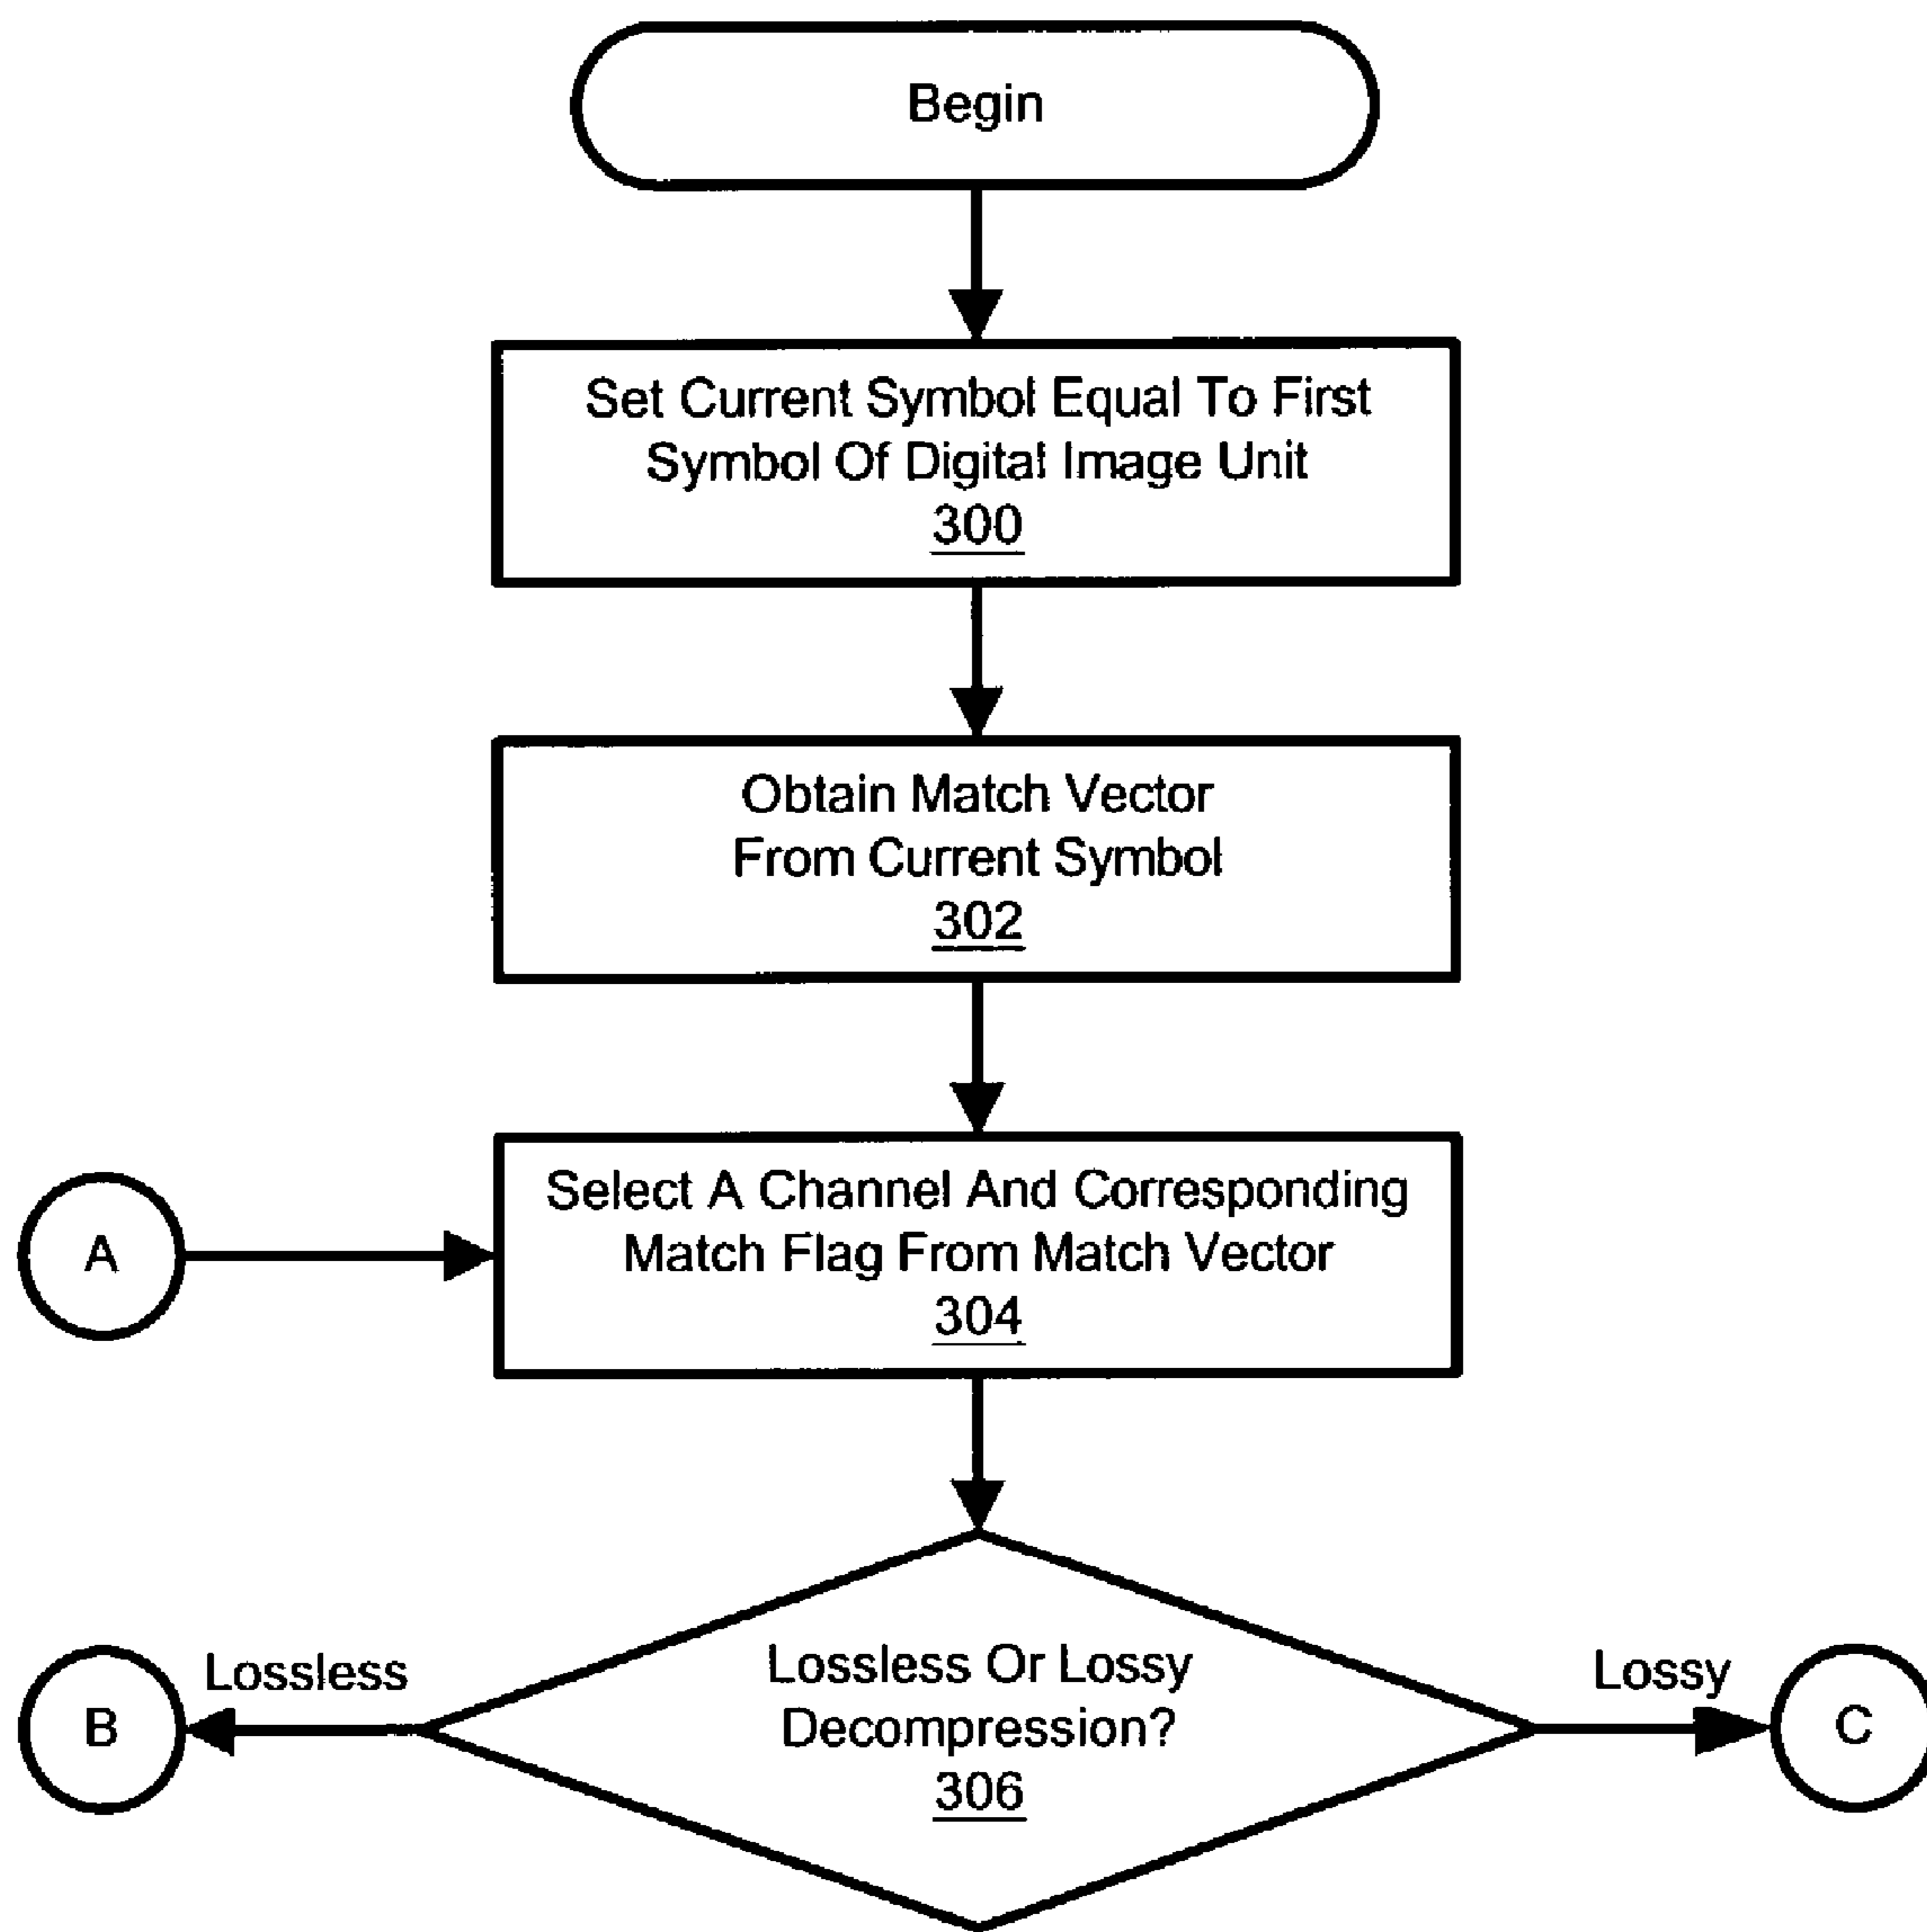 Begin
Set Current Symbol Equal To First
Symbol Of Digital Image Unit
300
Obtain Match Vector
From Current Symbol
302
A
Select A Channel And Corresponding
Match Flag From Match Vector
304
B
Lossless
Lossless Or Lossy
Decompression?
306
Lossy
C